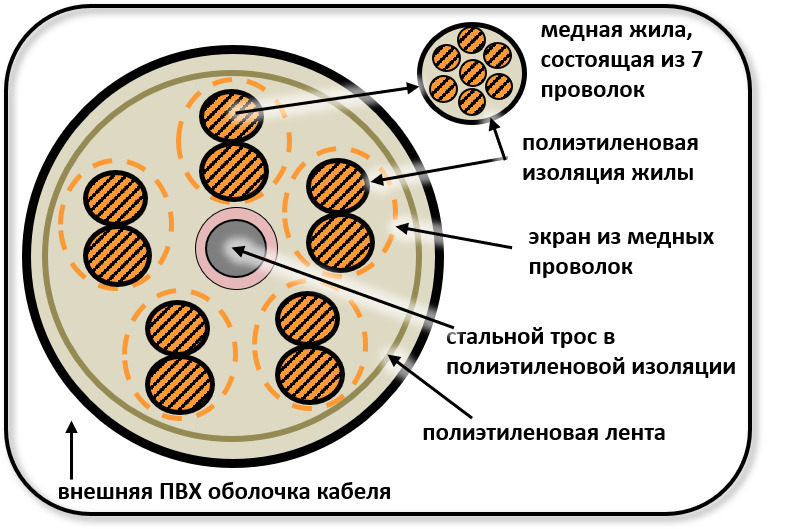 медная жила,
состоящая из 7
проволок
полиэтиленовая
изоляция жилы
экран из медных
проволок
стальной трос в
полиэтиленовой изоляции
полиэтиленовая лента
внешняя ПВХ оболочка кабеля